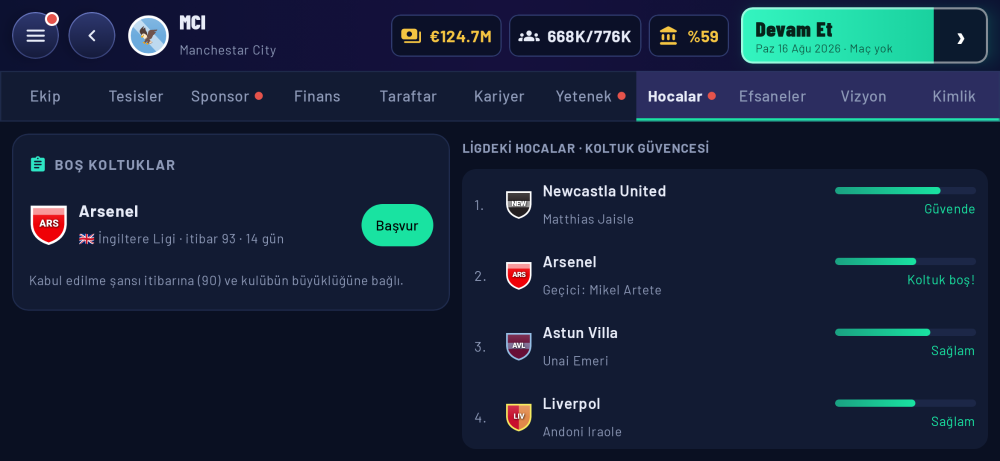 MCI
Manchestar City
€124.7M
668K/776K
%59
Devam Et
Paz 16 Ağu 2026 · Maç yok
Ekip
Tesisler
Sponsor
Finans
Taraftar
Kariyer
Yetenek
Hocalar
Efsaneler
Vizyon
Kimlik
BOŞ KOLTUKLAR
ARS
Arsenel
İngiltere Ligi · itibar 93 · 14 gün
Başvur
Kabul edilme şansı itibarına (90) ve kulübün büyüklüğüne bağlı.
LİGDEKİ HOCALAR · KOLTUK GÜVENCESİ
1.
NEW
Newcastla United
Matthias Jaisle
Güvende
2.
ARS
Arsenel
Geçici: Mikel Artete
Koltuk boş!
3.
AVL
Astun Villa
Unai Emeri
Sağlam
4.
LIV
Liverpol
Andoni Iraole
Sağlam